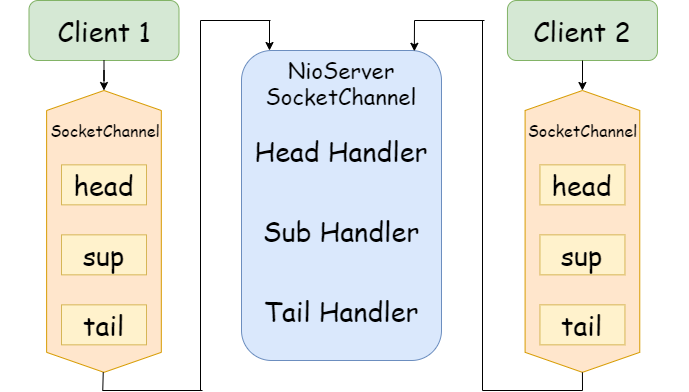 Client 1
SocketChannel
head
sup
tail
NioServer
SocketChannel
Head Handler
Sub Handler
Tail Handler
Client 2
SocketChannel
head
sup
tail